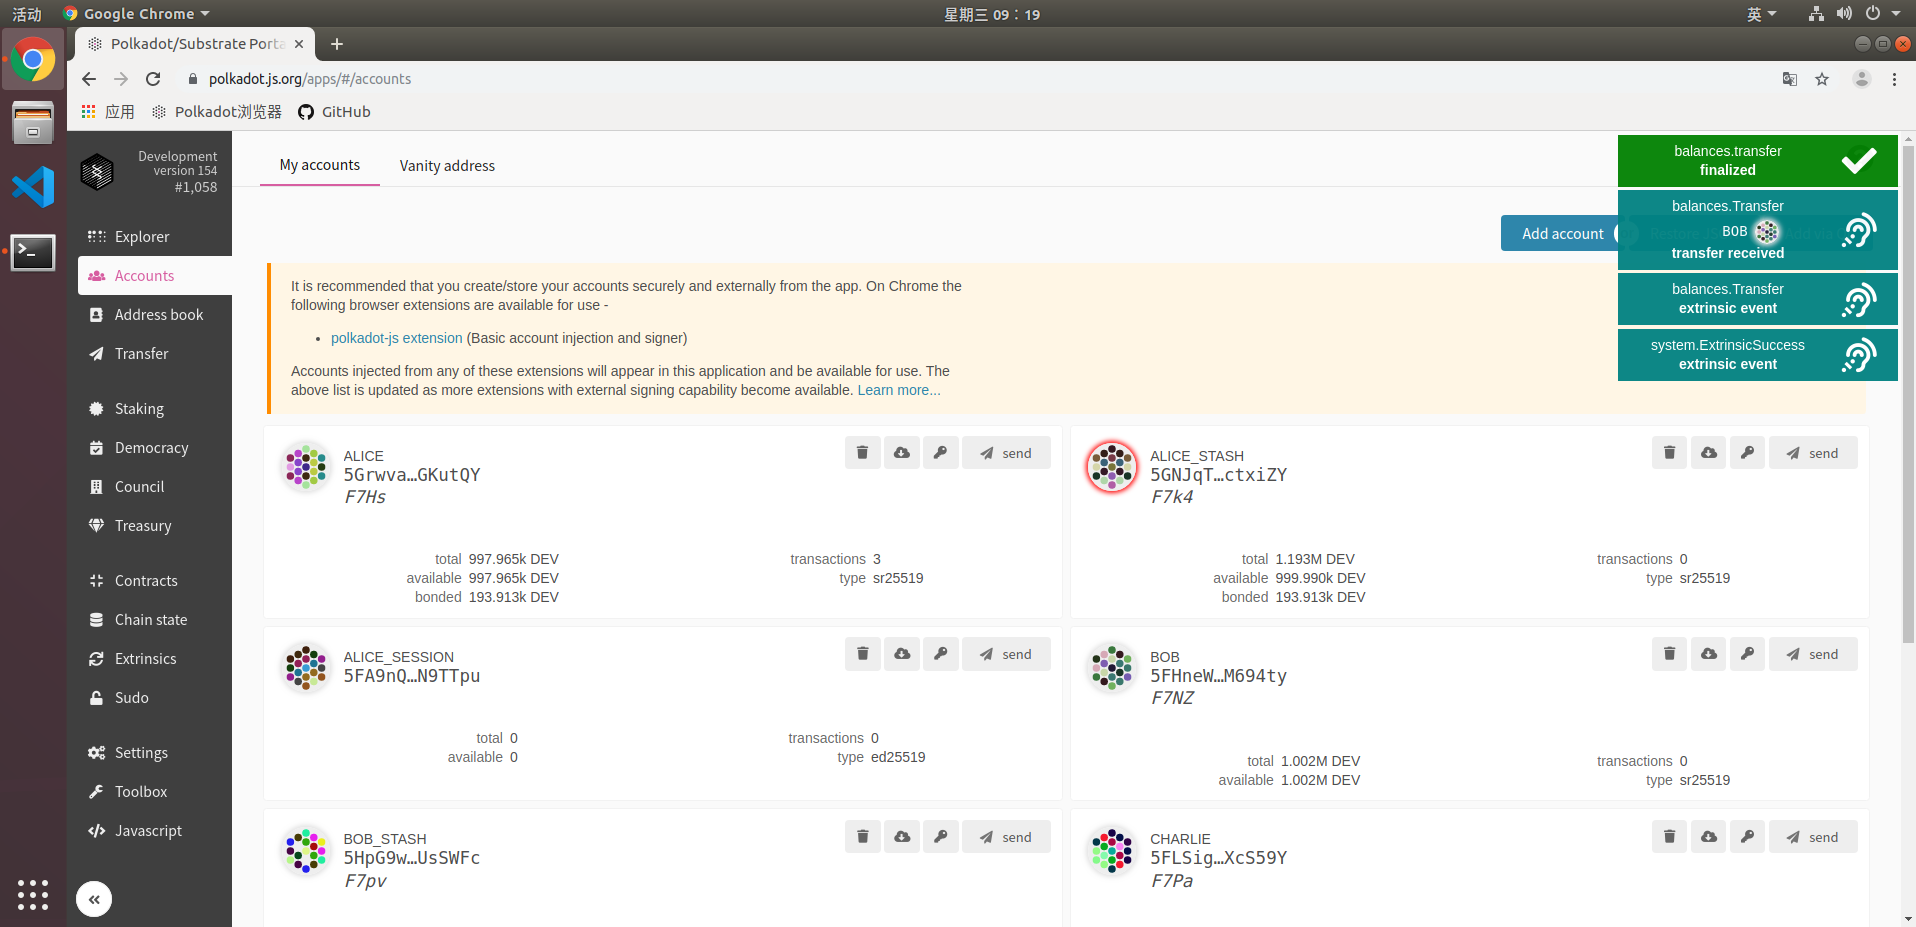 活动
Google Chrome
星期三 09：19
英
Polkadot/Substrate Porta
polkadot.js.org/apps/#/accounts
应用
Polkadot浏览器
GitHub
Development
version 154
#1,058
Explorer
Accounts
Address book
Transfer
Staking
Democracy
Council
Treasury
Contracts
Chain state
Extrinsics
Sudo
Settings
Toolbox
Javascript
My accounts
Vanity address
Add account
balances.transfer
finalized
balances.Transfer
BOB
transfer received
balances.Transfer
extrinsic event
system.ExtrinsicSuccess
extrinsic event
It is recommended that you create/store your accounts securely and externally from the app. On Chrome the
following browser extensions are available for use -
• polkadot-js extension (Basic account injection and signer)
Accounts injected from any of these extensions will appear in this application and be available for use. The
above list is updated as more extensions with external signing capability become available. Learn more...
ALICE
5Grwva…GKutQY
F7Hs
send
total 997.965k DEV
available 997.965k DEV
bonded 193.913k DEV
transactions 3
type sr25519
ALICE_STASH
5GNJqT…ctxiZY
F7k4
send
total 1.193M DEV
available 999.990k DEV
bonded 193.913k DEV
transactions 0
type sr25519
ALICE_SESSION
5FA9nQ…N9TTpu
send
total 0
available 0
transactions 0
type ed25519
BOB
5FHneW…M694ty
F7NZ
send
total 1.002M DEV
available 1.002M DEV
transactions 0
type sr25519
BOB_STASH
5HpG9w…UsSWFc
F7pv
send
CHARLIE
5FLSig…XcS59Y
F7Pa
send